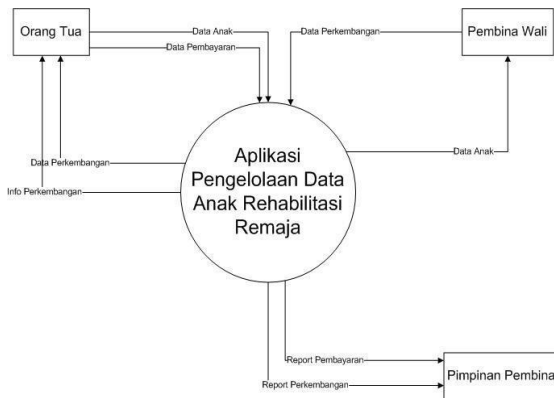 Orang Tua
Data Anak
Data Pembayaran
Data Perkembangan
Pembina Wali
Data Perkembangan
Info Perkembangan
Aplikasi
Pengelolaan Data
Anak Rehabilitasi
Remaja
Data Anak
Report Pembayaran
Report Perkembangan
Pimpinan Pembina